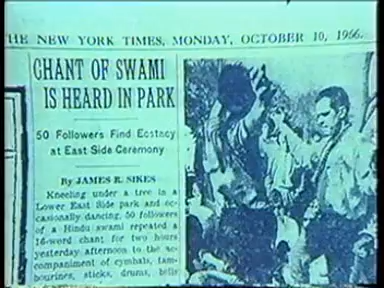 THE NEW YORK TIMES, MONDAY, OCTOBER 10, 1966.
CHANT OF SWAMI
IS HEARD IN PARK
50 Followers Find Ecstacy
at East Side Ceremony
By JAMES R. SIKES
Kneeling under a tree in a
Lower East Side park and oc-
casionally dancing, 50 followers
of a Hindu swami repeated a
16-word chant for two hours
yesterday afternoon to the ac-
companiment of cymbals, tam-
bourines, sticks, drums, bells